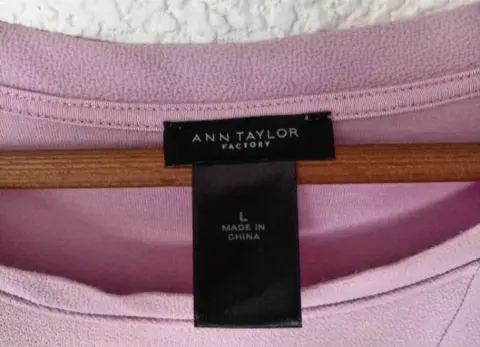 ANN TAYLOR
FACTORY
L
MADE IN
CHINA